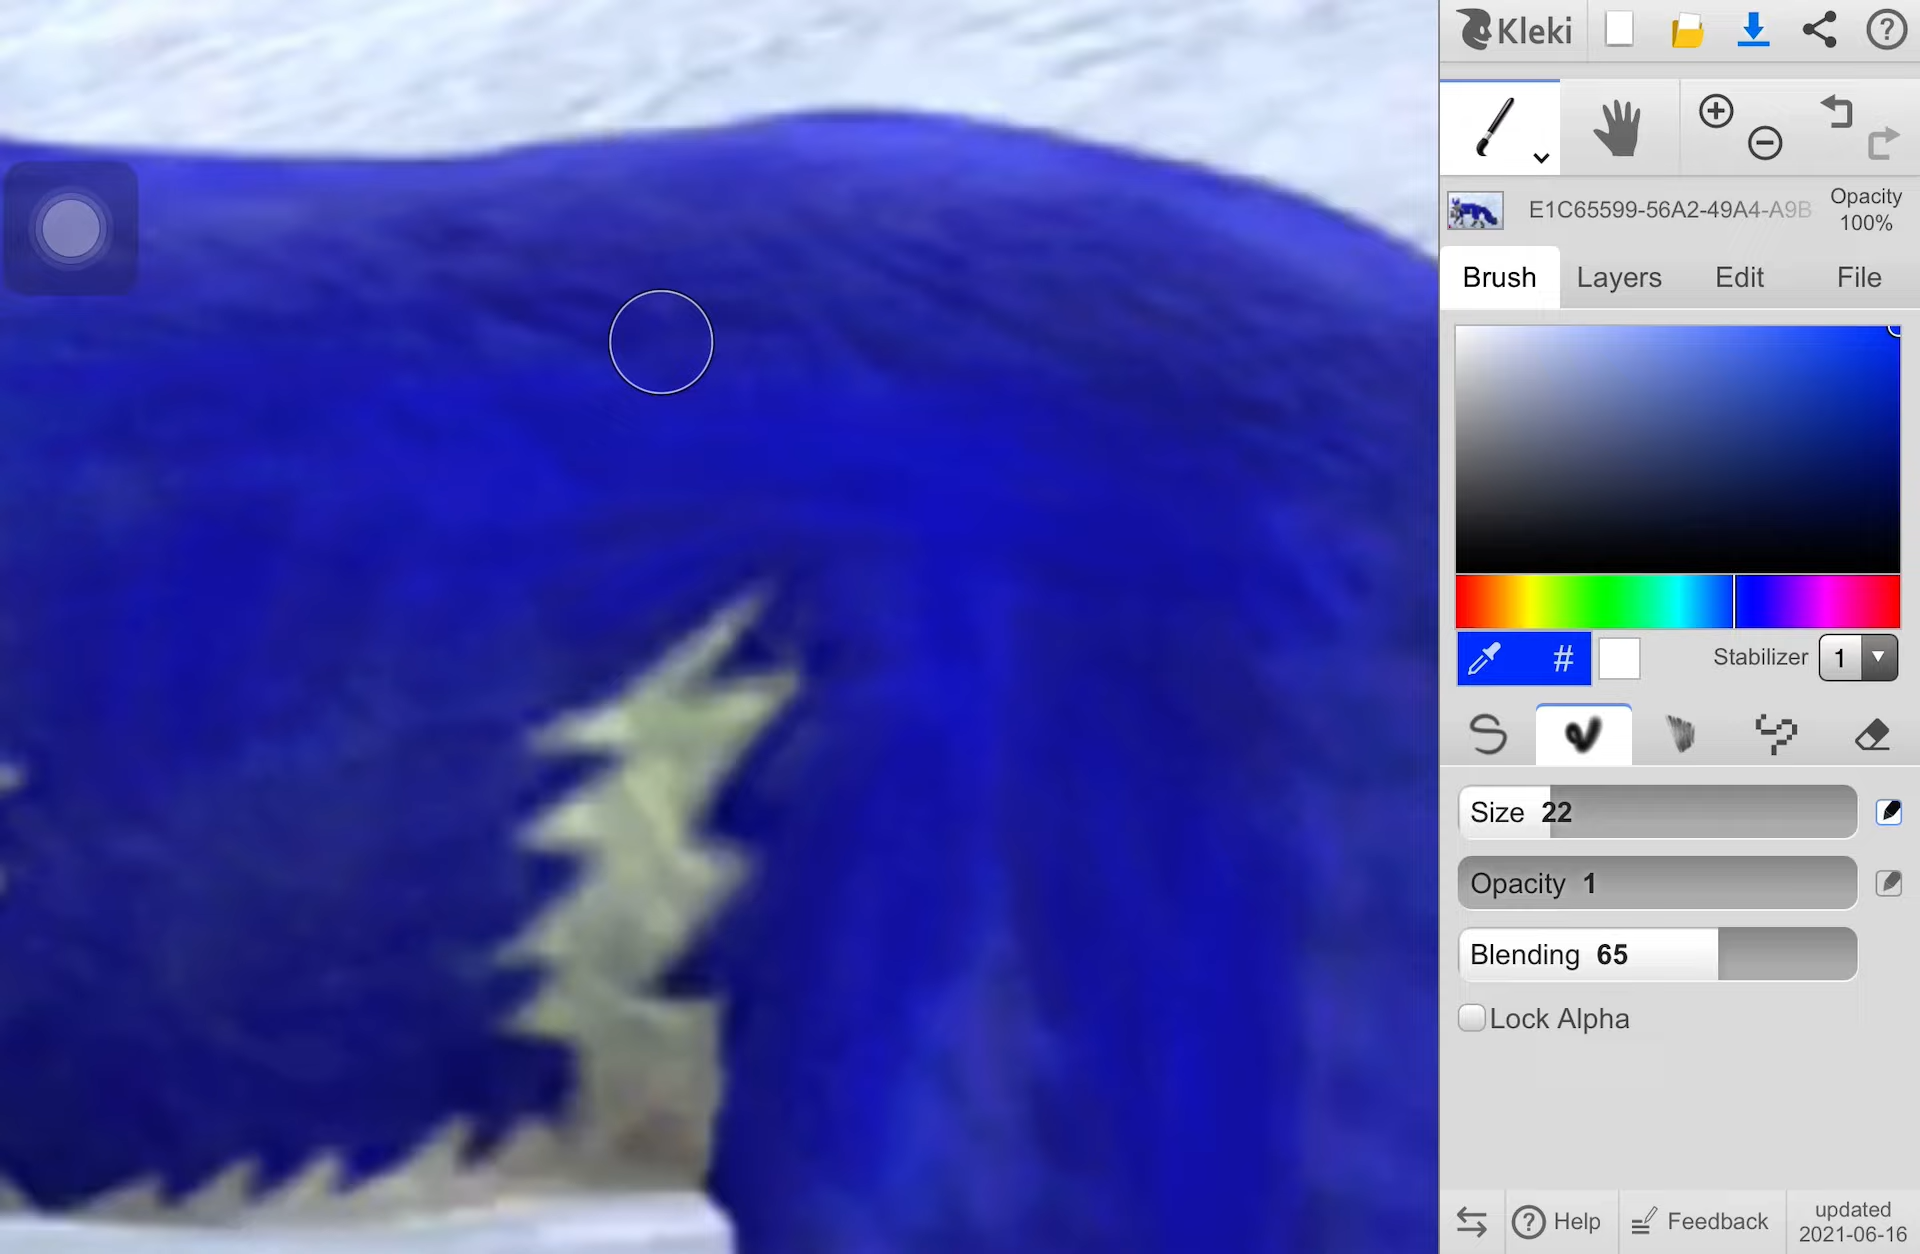 Kleki
E1C65599-56A2-49A4-A9B
Opacity
100%
Brush Layers Edit File
# Stabilizer 1
Size 22
Opacity 1
Blending 65
Lock Alpha
Help Feedback updated
2021-06-16